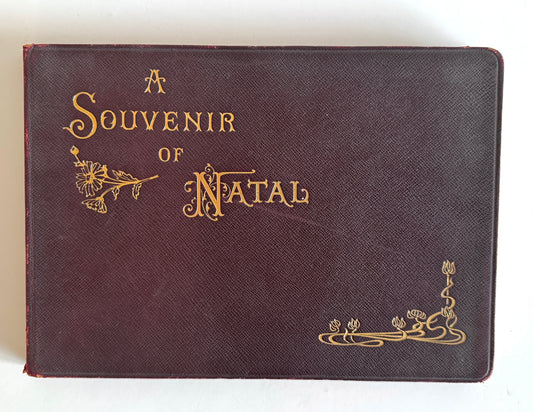 A
SOUVENIR
OF
NATAL